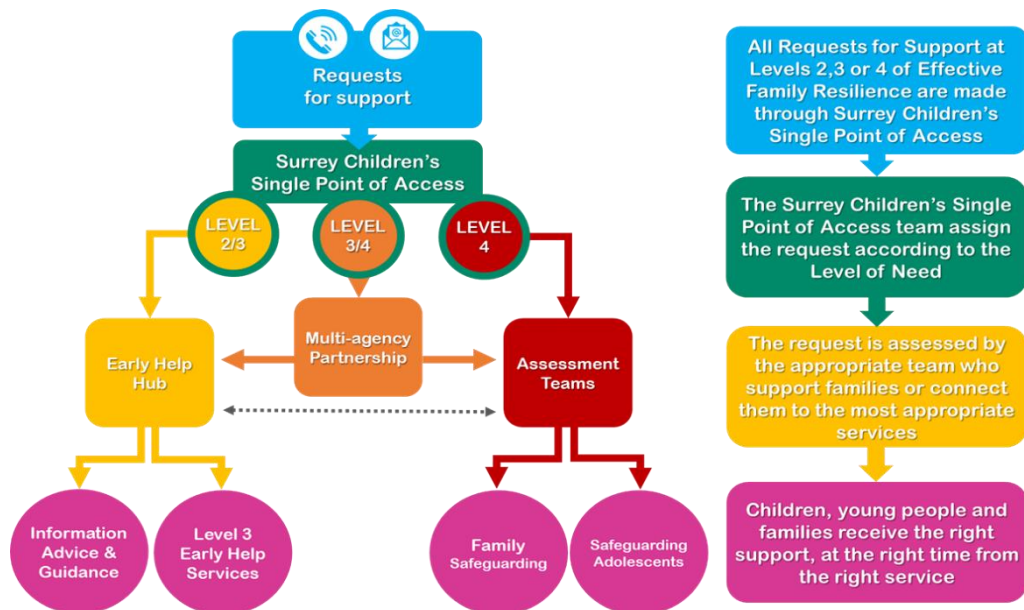 Requests
for support
Surrey Children's
Single Point of Access
LEVEL
2/3
LEVEL
3/4
LEVEL
4
Early Help
Hub
Multi-agency
Partnership
Assessment
Teams
Information
Advice &
Guidance
Level 3
Early Help
Services
Family
Safeguarding
Safeguarding
Adolescents
All Requests for Support at
Levels 2,3 or 4 of Effective
Family Resilience are made
through Surrey Children's
Single Point of Access
The Surrey Children's Single
Point of Access team assign
the request according to the
Level of Need
The request is assessed by
the appropriate team who
support families or connect
them to the most appropriate
services
Children, young people and
families receive the right
support, at the right time from
the right service